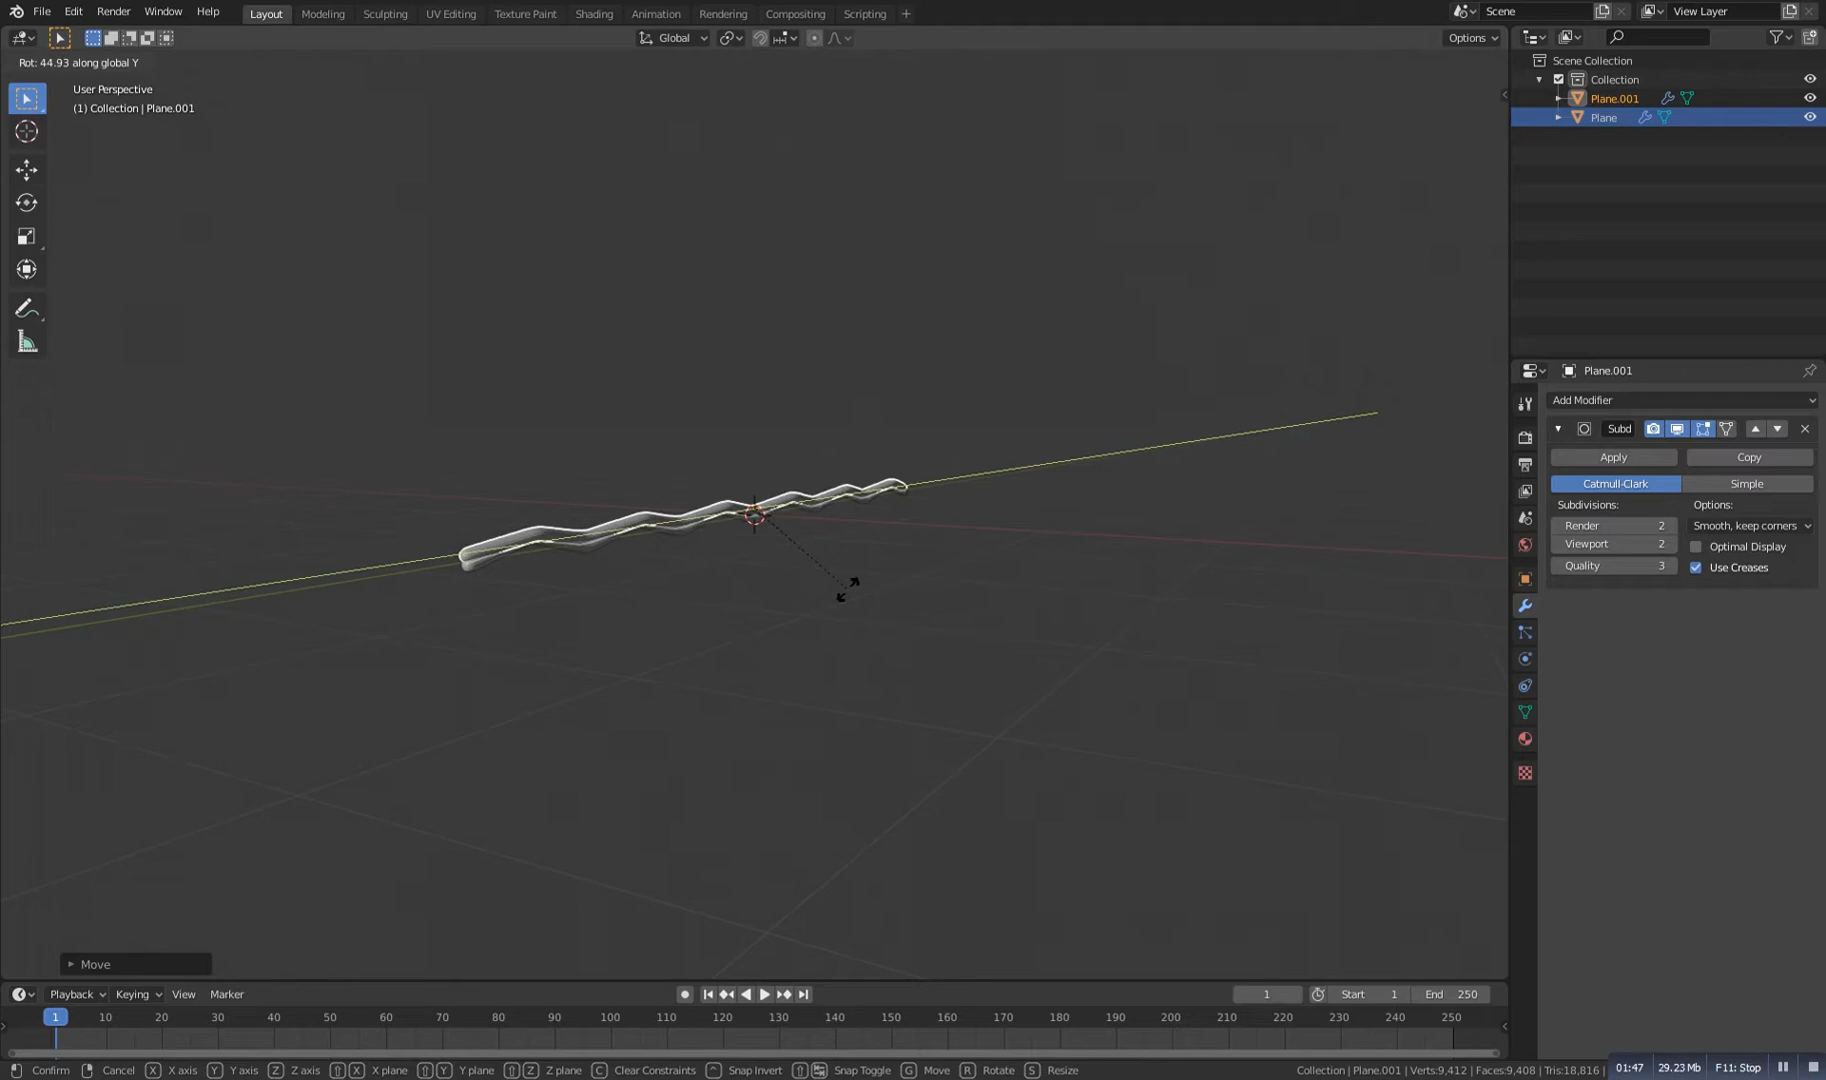 File Edit Render Window Help Layout Modeling Sculpting UV Editing Texture Paint Shading Animation Rendering Compositing Scripting + Scene View Layer
Global Options
Rot: 44.93 along global Y
User Perspective
(1) Collection | Plane.001
Scene Collection
Collection
Plane.001
Plane
Plane.001
Add Modifier
Subd
Apply Copy
Catmull-Clark Simple
Subdivisions: Options:
Render 2 Smooth, keep corners
Viewport 2 Optimal Display
Quality 3 Use Creases
Move
Playback Keying View Marker 1 Start 1 End 250
1 10 20 30 40 50 60 70 80 90 100 110 120 130 140 150 160 170 180 190 200 210 220 230 240 250
Confirm Cancel X X axis Y Y axis Z Z axis X X plane Y Y plane Z Z plane C Clear Constraints Snap Invert Snap Toggle G Move R Rotate S Resize Collection | Plane.001 | Verts:9,412 | Faces:9,408 | Tris:18,816 | 01:47 29.23 Mb F11: Stop